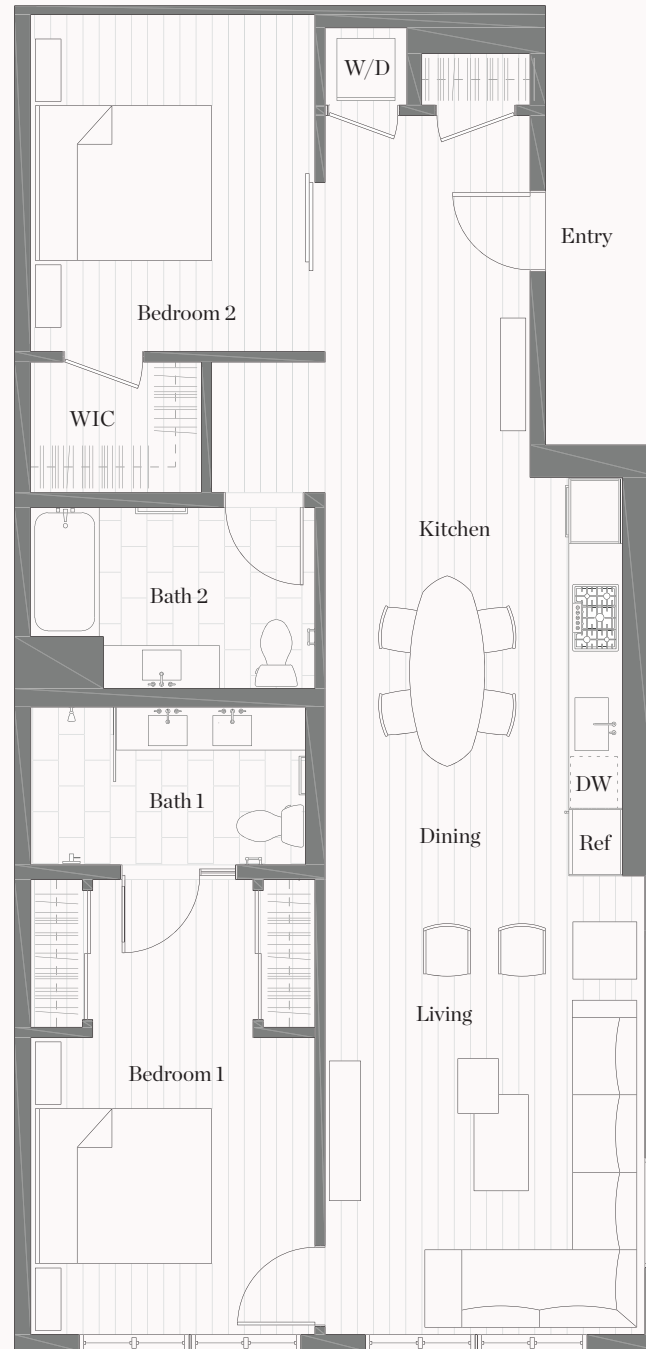 W/D
Entry
Bedroom 2
WIC
Kitchen
Bath 2
DW
Bath 1
Dining
Ref
Living
Bedroom 1